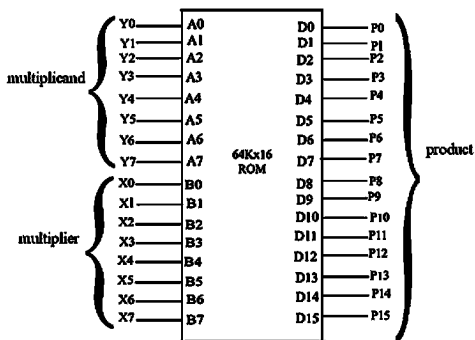 Y0 A0 D0 P0
Y1 A1 D1 P1
Y2 A2 D2 P2
Y3 A3 D3 P3
multiplicand
Y4 A4 D4 P4
Y5 A5 D5 P5
Y6 A6 D6 P6
64Kx16
ROM
product
Y7 A7 D7 P7
X0 B0 D8 P8
X1 B1 D9 P9
X2 B2 D10 P10
multiplier
X3 B3 D11 P11
X4 B4 D12 P12
X5 B5 D13 P13
X6 B6 D14 P14
X7 B7 D15 P15